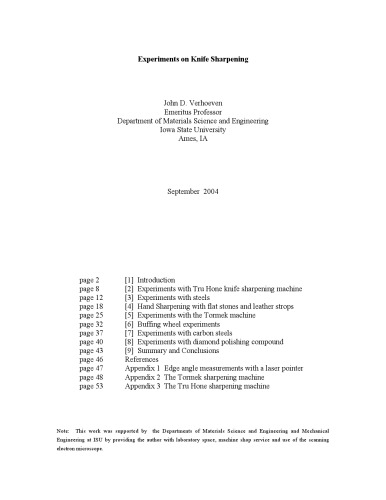 Experiments on Knife Sharpening
John D. Verhoeven
Emeritus Professor
Department of Materials Science and Engineering
Iowa State University
Ames, IA
September 2004
page 2 [1] Introduction
page 8 [2] Experiments with Tru Hone knife sharpening machine
page 12 [3] Experiments with steels
page 18 [4] Hand Sharpening with flat stones and leather strops
page 25 [5] Experiments with the Tormek machine
page 32 [6] Buffing wheel experiments
page 37 [7] Experiments with carbon steels
page 40 [8] Experiments with diamond polishing compound
page 43 [9] Summary and Conclusions
page 46 References
page 47 Appendix 1 Edge angle measurements with a laser pointer
page 48 Appendix 2 The Tormek sharpening machine
page 53 Appendix 3 The Tru Hone sharpening machine
Note: This work was supported by the Departments of Materials Science and Engineering and Mechanical
Engineering at ISU by providing the author with laboratory space, machine shop service and use of the scanning
electron microscope.